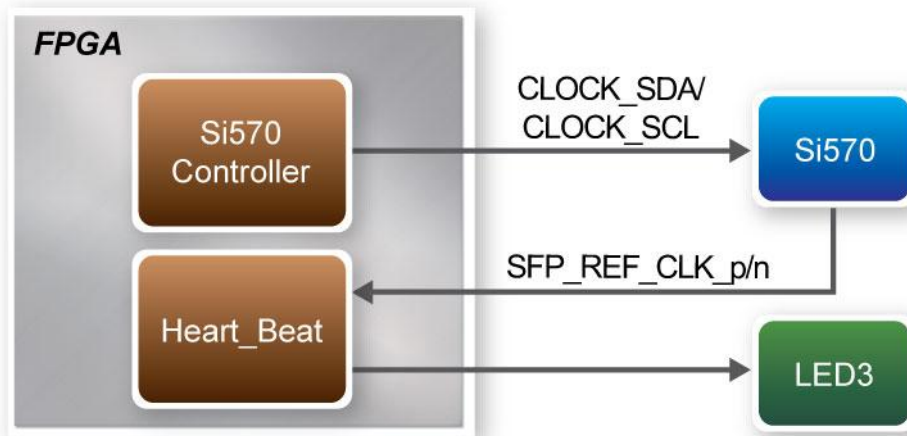 FPGA
Si570
Controller
CLOCK_SDA/
CLOCK_SCL
Si570
SFP_REF_CLK_p/n
Heart_Beat
LED3